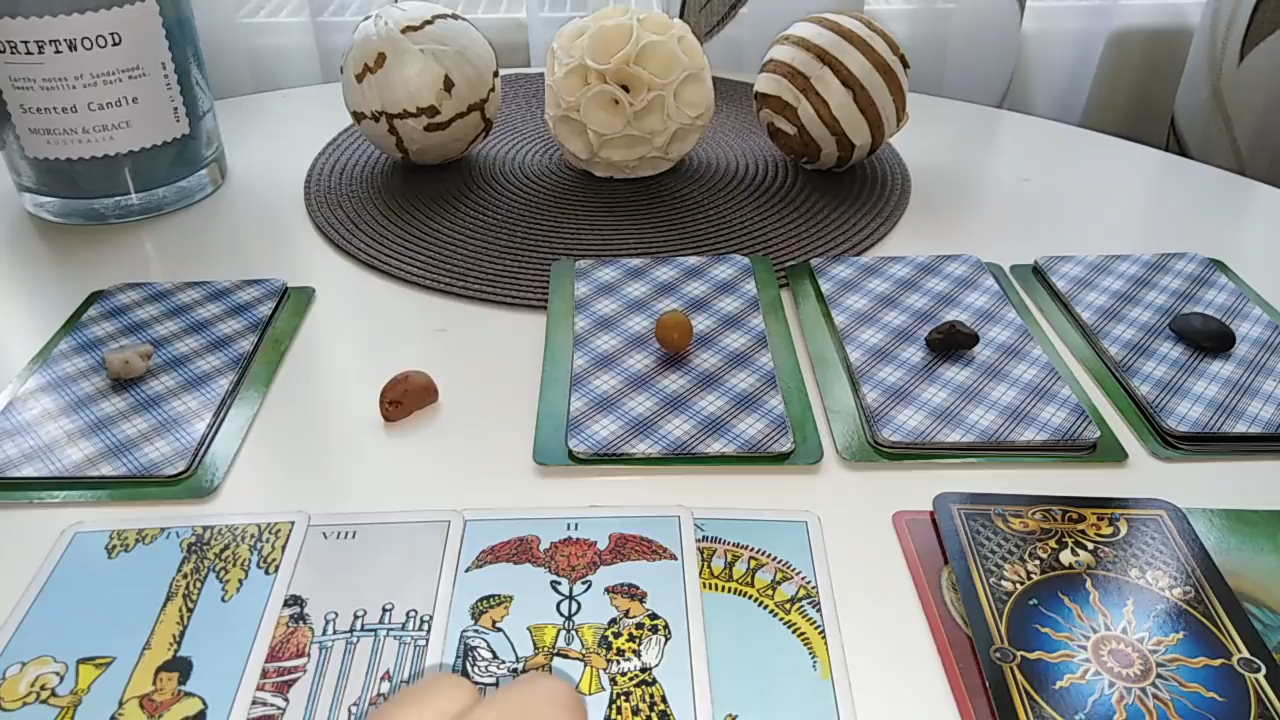 DRIFTWOOD
Earthy notes of Sandalwood,
Sweet Vanilla and Dark Musk.
Scented Candle
MORGAN & GRACE
AUSTRALIA
IV
VIII
II
X